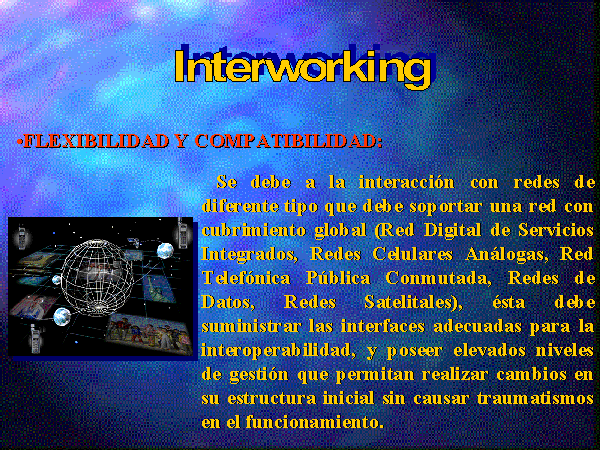 Interworking
•FLEXIBILIDAD Y COMPATIBILIDAD:
Se debe a la interacción con redes de
diferente tipo que debe soportar una red con
cubrimiento global (Red Digital de Servicios
Integrados, Redes Celulares Análogas, Red
Telefónica Pública Conmutada, Redes de
Datos, Redes Satelitales), ésta debe
suministrar las interfaces adecuadas para la
interoperabilidad, y poseer elevados niveles
de gestión que permitan realizar cambios en
su estructura inicial sin causar traumatismos
en el funcionamiento.